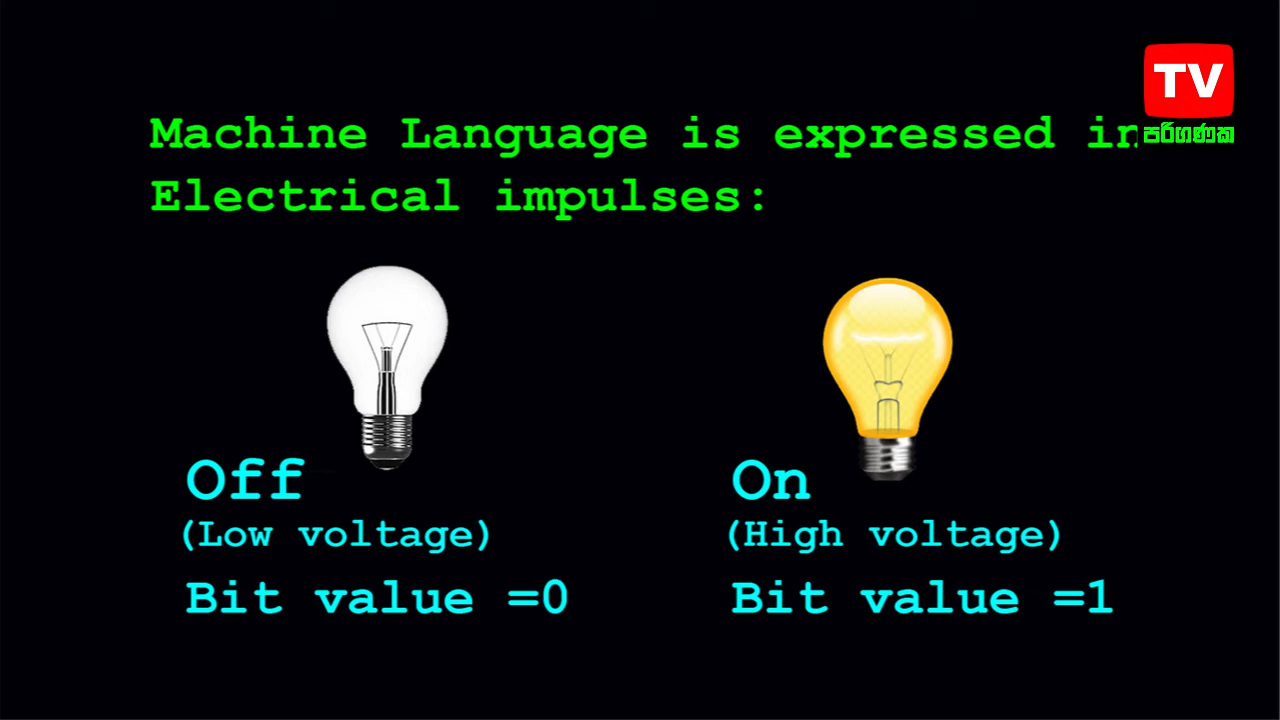 TV
පරිගණක
Machine Language is expressed in
Electrical impulses:
Off
(Low voltage)
Bit value =0
On
(High voltage)
Bit value =1